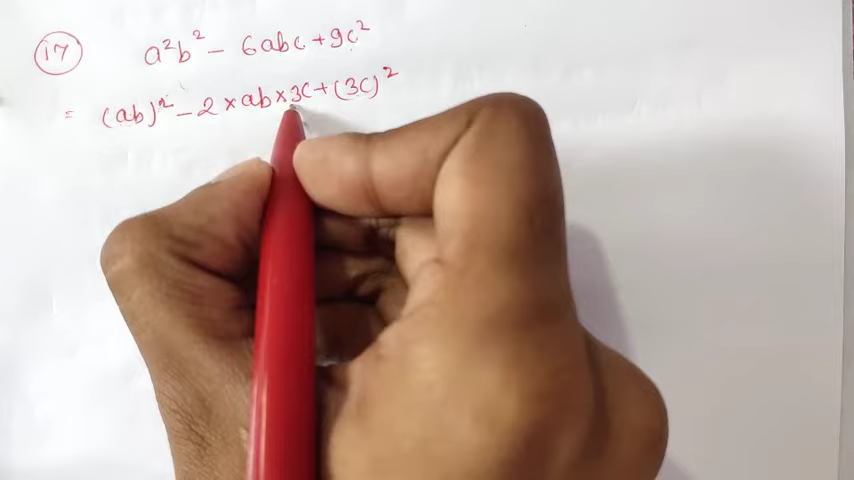 17 a²b² - 6abc + 9c²
= (ab)² - 2 × ab × 3c + (3c)²